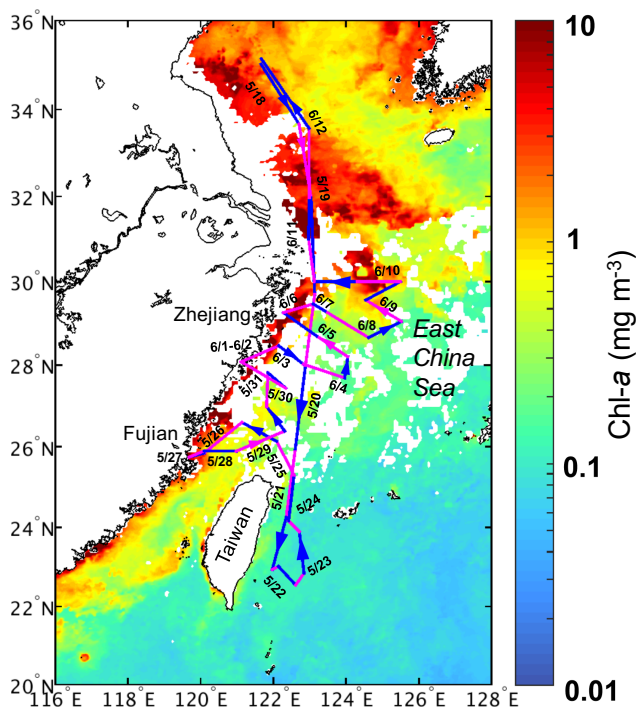 36°N
34°N
32°N
30°N
28°N
26°N
24°N
22°N
20°N
116°E
118°E
120°E
122°E
124°E
126°E
128°E
5/18
6/12
5/19
6/11
6/10
6/9
6/6
6/7
6/8
Zhejiang
6/5
East
China
Sea
6/1-6/2
6/3
6/4
5/31
5/30
5/20
Fujian
5/26
5/27
5/28
5/29
5/25
5/21
5/24
Taiwan
5/22
5/23
10
1
0.1
0.01
Chl-a (mg m-3)